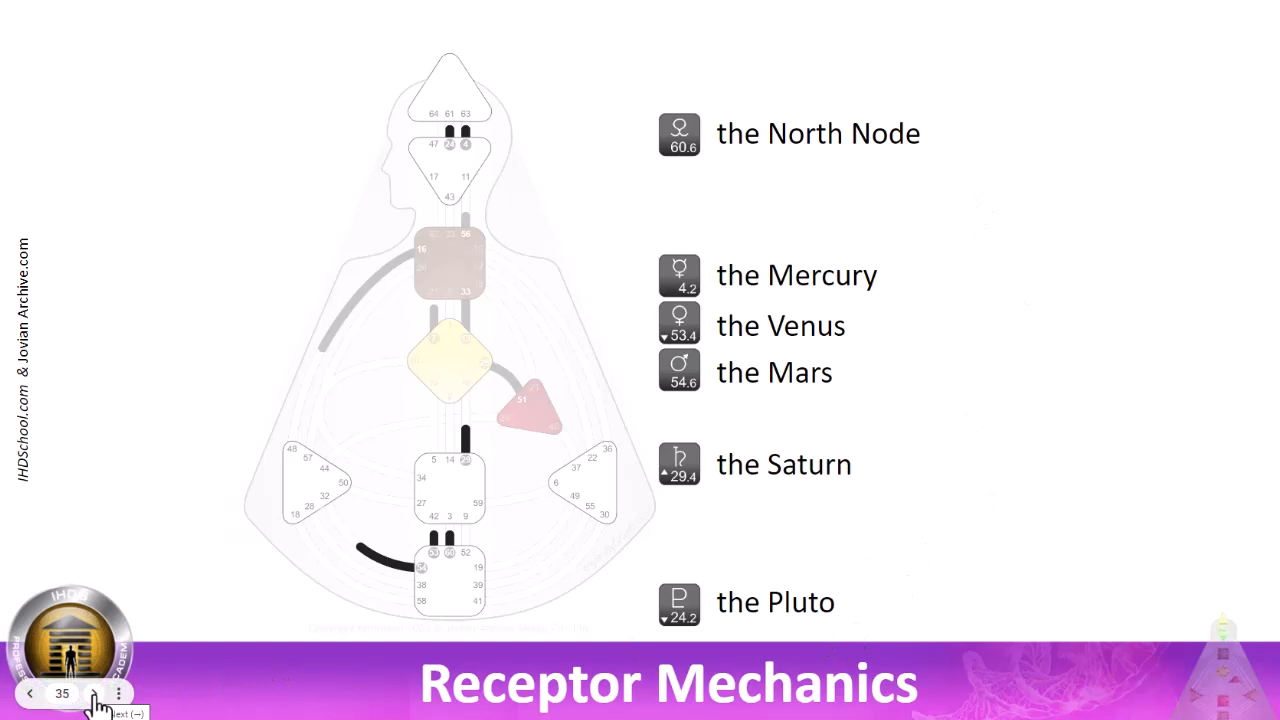 64 61 63
47 24 4
17 11
43
56
16
33
51
48
57
44
50
32
28
18
36
22
37
6
49
55
30
5 14 29
34
27 59
42 3 9
53 60 52
54 19
38 39
58 41
60.6 the North Node
4.2 the Mercury
53.4 the Venus
54.6 the Mars
29.4 the Saturn
24.2 the Pluto
IHDSchool.com & Jovian Archive.com
IHDS
35
Next (→)
Receptor Mechanics